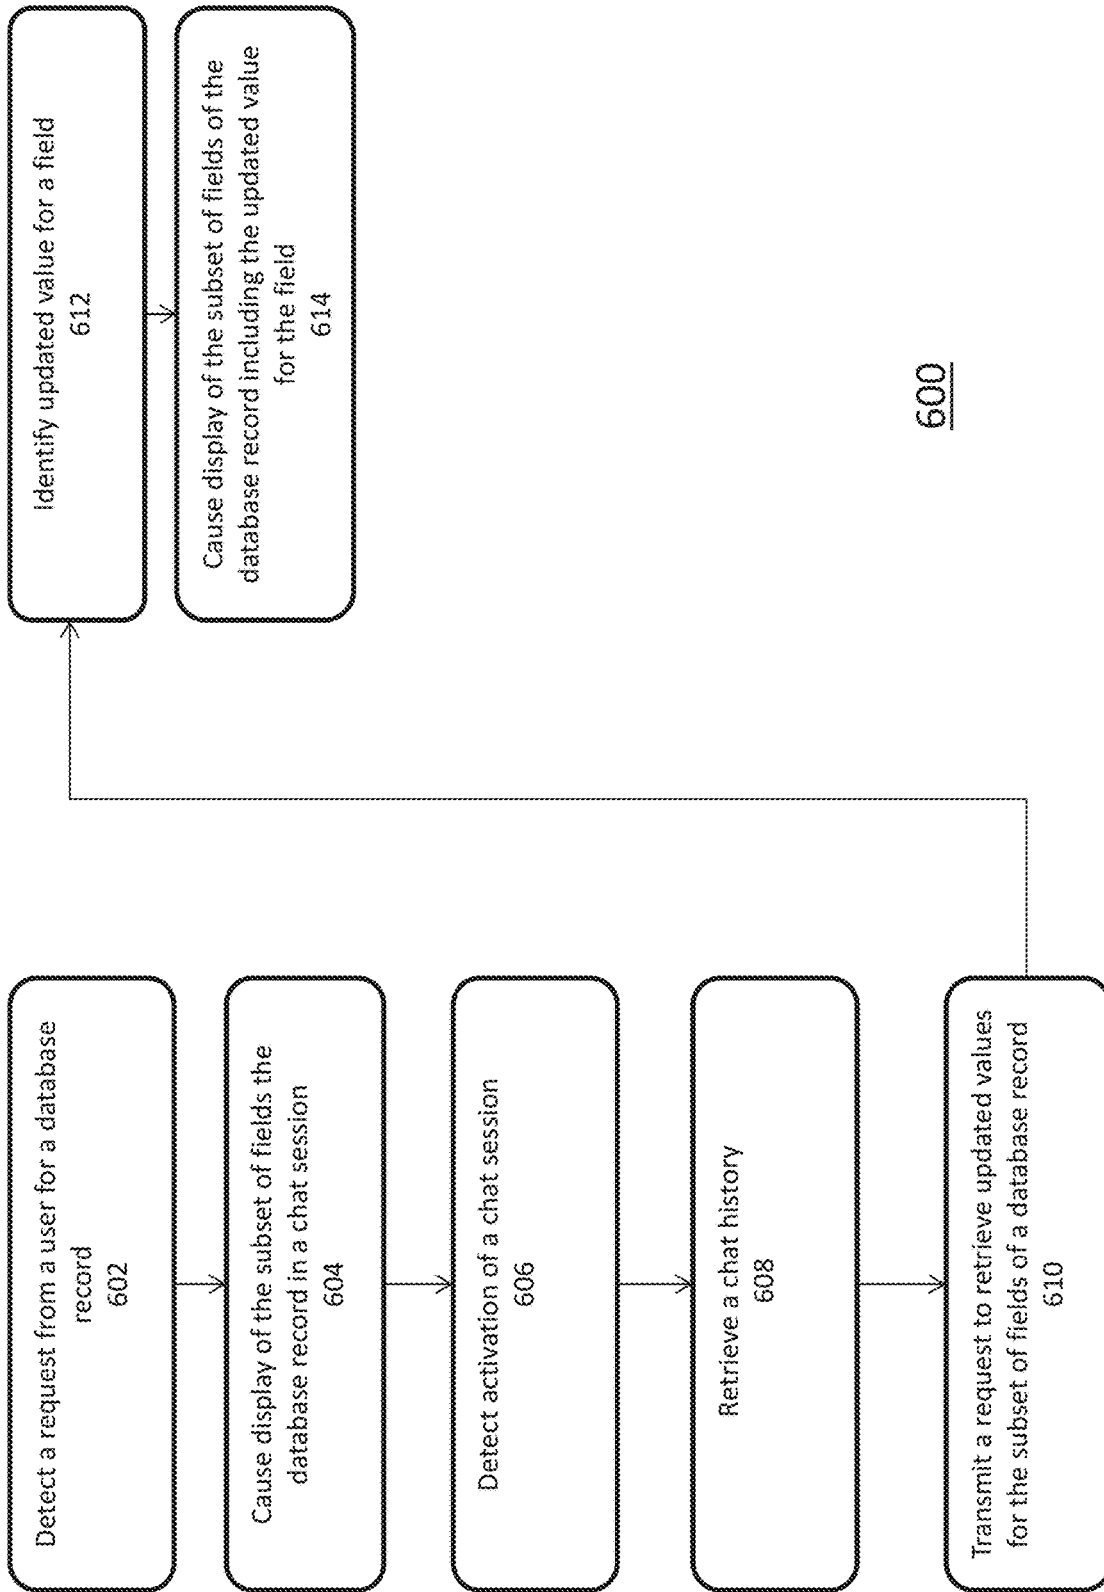 Detect a request from a user for a database
record
602
Cause display of the subset of fields the
database record in a chat session
604
Detect activation of a chat session
606
Retrieve a chat history
608
Transmit a request to retrieve updated values
for the subset of fields of a database record
610
Identify updated value for a field
612
Cause display of the subset of fields of the
database record including the updated value
for the field
614
600